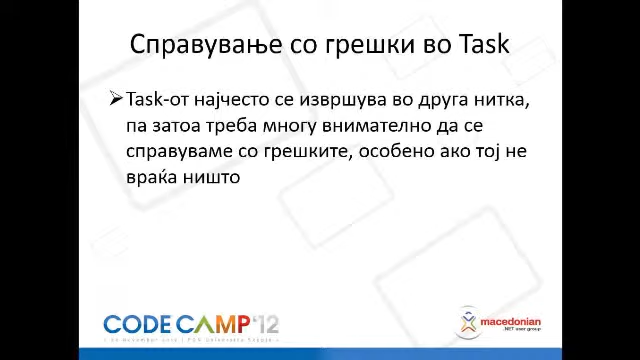 Справување со грешки во Task
Task-от најчесто се извршува во друга нитка,
па затоа треба многу внимателно да се
справуваме со грешките, особено ако тој не
враќа ништо
CODE CAMP '12
macedonian
.NET user group